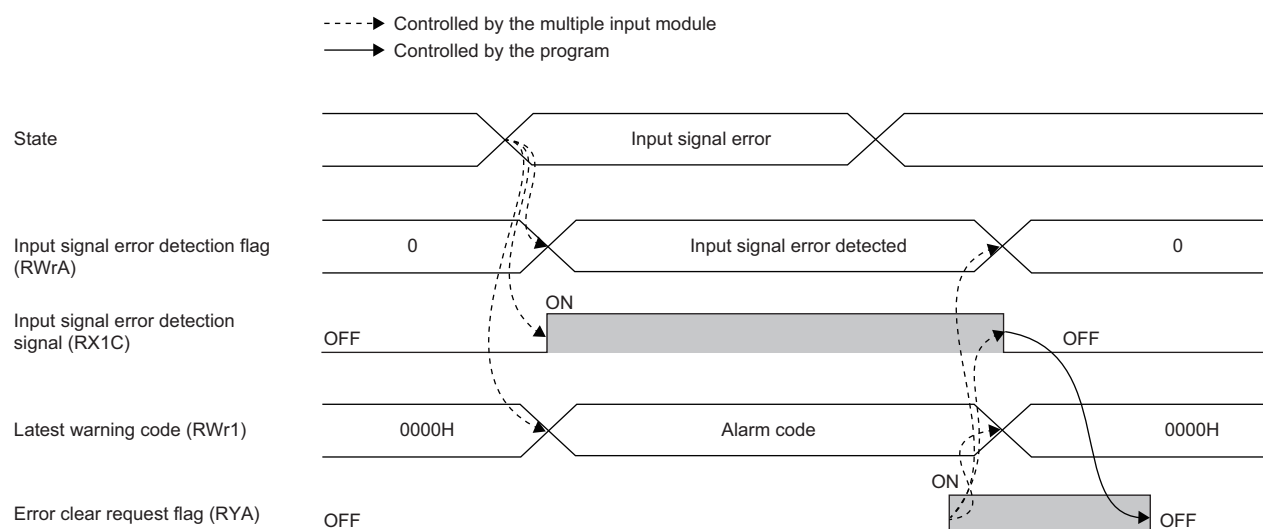 Controlled by the multiple input module
Controlled by the program
State
Input signal error
Input signal error detection flag
(RWrA)
0
Input signal error detected
0
Input signal error detection
signal (RX1C)
OFF
ON
OFF
Latest warning code (RWr1)
0000H
Alarm code
0000H
Error clear request flag (RYA)
OFF
ON
OFF